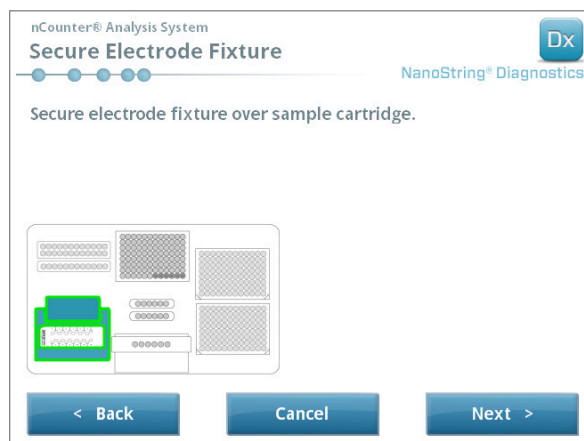 nCounter® Analysis System
Secure Electrode Fixture
Dx
NanoString® Diagnostics
Secure electrode fixture over sample cartridge.
< Back
Cancel
Next >